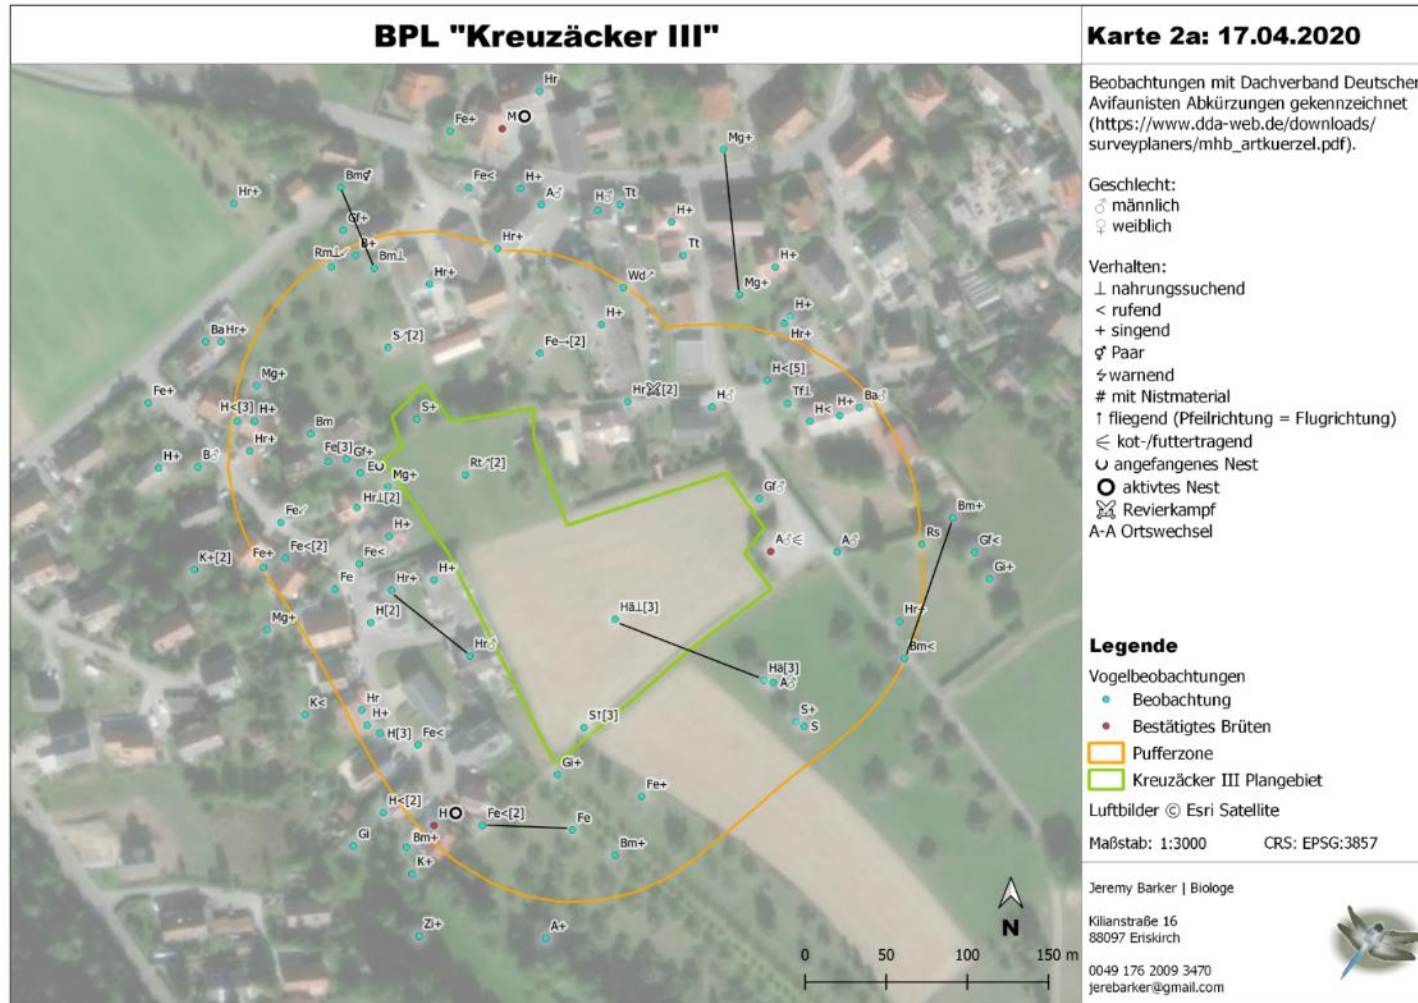 BPL "Kreuzäcker III"
Karte 2a: 17.04.2020
Beobachtungen mit Dachverband Deutscher
Avifaunisten Abkürzungen gekennzeichnet
(https://www.dda-web.de/downloads/
surveyplaners/mhb_artkuerzel.pdf).
Geschlecht:
♂ männlich
♀ weiblich
Verhalten:
⊥ nahrungssuchend
< rufend
+ singend
⚥ Paar
warnend
# mit Nistmaterial
↑ fliegend (Pfeilrichtung = Flugrichtung)
⋲ kot-/futtertragend
∪ angefangenes Nest
O aktivtes Nest
Revierkampf
A-A Ortswechsel
Legende
Vogelbeobachtungen
Beobachtung
Bestätigtes Brüten
Pufferzone
Kreuzäcker III Plangebiet
Luftbilder © Esri Satellite
Maßstab: 1:3000 CRS: EPSG:3857
Jeremy Barker | Biologe
Kilianstraße 16
88097 Eriskirch
0049 176 2009 3470
jerebarker@gmail.com
Hr
M
Fe+
Mg+
Bm⚥
Hr+
Fe<
H+
A♂
H♂
Tt
H+
Gf+
B+
Rm⊥↙
Bm⊥
Hr+
Tt
H+
Hr+
Wd↗
Mg+
H+
Hr+
H+
Ba
Hr+
S↗[2]
Fe→[2]
Mg+
H<[5]
Fe+
H<[3]
H+
Hr
[2]
H♂
Tf⊥
H<
H+
Ba♂
Bm
S+
Hr+
Fe[3]
Gf+
H+
B♂
E∪
Mg+
Rt↗[2]
Hr⊥[2]
Gf♂
Bm+
Fe↙
H+
K+[2]
Fe+
Fe<[2]
Fe<
A♂⋲
A♂
Rs
Gf<
Gi+
Fe
Hr+
H+
H[2]
Mg+
Hä⊥[3]
Hr+
Hr♂
Bm<
Hä[3]
A♂
K<
Hr
H+
H[3]
Fe<
S↑[3]
S+
S
Gi+
Fe+
H<[2]
H
Fe<[2]
Fe
Gi
Bm+
K+
Bm+
Zi+
A+
N
0 50 100 150 m